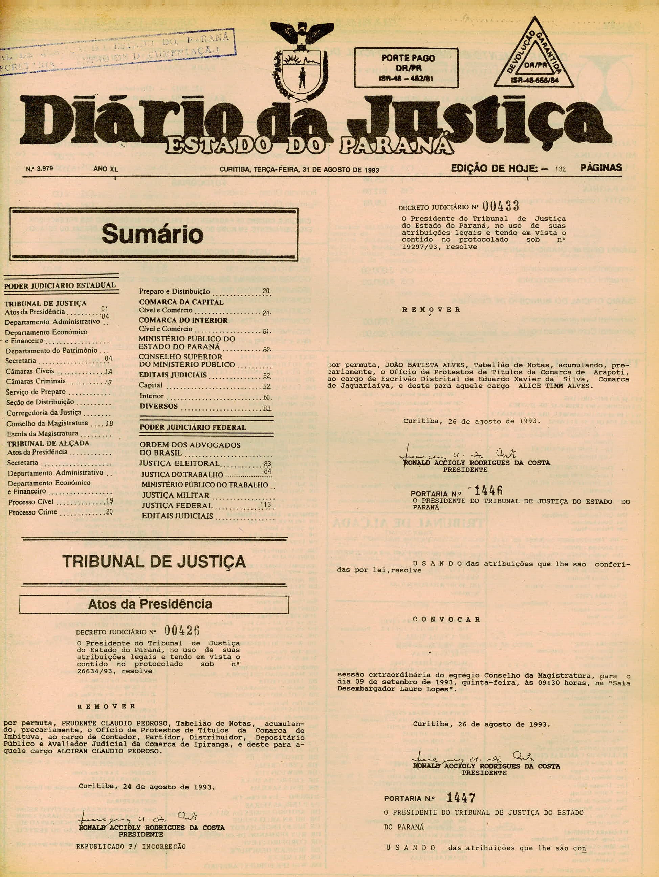 PORTE PAGO
DR/PR
ISR-48 - 482/81
DEVOLUÇÃO GARANTIDA
DR/PR
ISR-48-555/84
Diário da Justiça
ESTADO DO PARANÁ
N.º 3.979 ANO XL CURITIBA, TERÇA-FEIRA, 31 DE AGOSTO DE 1993 EDIÇÃO DE HOJE: - 132 PÁGINAS
Sumário
PODER JUDICIÁRIO ESTADUAL
TRIBUNAL DE JUSTIÇA
Atos da Presidência 01
Departamento Administrativo 04
Departamento Econômico
e Financeiro
Departamento do Patrimônio
Secretaria 04
Câmaras Cíveis 14
Câmaras Criminais 17
Serviço de Preparo
Seção de Distribuição
Corregedoria da Justiça
Conselho da Magistratura 18
Escola da Magistratura
TRIBUNAL DE ALÇADA
Atos da Presidência
Secretaria
Departamento Administrativo
Departamento Econômico
e Financeiro
Processo Cível 19
Processo Crime 20
Preparo e Distribuição 20
COMARCA DA CAPITAL
Cível e Comércio 21
COMARCA DO INTERIOR
Cível e Comércio
MINISTÉRIO PÚBLICO DO
ESTADO DO PARANÁ
CONSELHO SUPERIOR
DO MINISTÉRIO PÚBLICO
EDITAIS JUDICIAIS 52
Capital
Interior
DIVERSOS
PODER JUDICIÁRIO FEDERAL
ORDEM DOS ADVOGADOS
DO BRASIL
JUSTIÇA ELEITORAL
JUSTIÇA DO TRABALHO
MINISTÉRIO PÚBLICO DO TRABALHO
JUSTIÇA MILITAR
JUSTIÇA FEDERAL
EDITAIS JUDICIAIS
TRIBUNAL DE JUSTIÇA
Atos da Presidência
DECRETO JUDICIÁRIO Nº 00426
O Presidente do Tribunal de Justiça
do Estado do Paraná, no uso de suas
atribuições legais e tendo em vista o
contido no protocolado sob nº
26634/93, resolve
R E M O V E R
por permuta, PRUDENTE CLAUDIO PEDROSO, Tabelião de Notas, acumulan-
do, precariamente, o Ofício de Protestos de Títulos da Comarca de
Imbituva, ao cargo de Contador, Partidor, Distribuidor, Depositário
Público e Avaliador Judicial da Comarca de Ipiranga, e deste para a-
quele cargo ALCIRAN CLAUDIO PEDROSO.
Curitiba, 24 de agosto de 1993.
RONALD ACCIOLY RODRIGUES DA COSTA
PRESIDENTE
REPUBLICADO P/ INCORREÇÃO
DECRETO JUDICIÁRIO Nº 00433
O Presidente do Tribunal de Justiça
do Estado do Paraná, no uso de suas
atribuições legais e tendo em vista o
contido no protocolado sob nº
19297/93, resolve
R E M O V E R
por permuta, JOÃO BATISTA ALVES, Tabelião de Notas, acumulando, pre-
cariamente, o Ofício de Protestos de Títulos da Comarca de Arapoti,
ao cargo de Escrivão Distrital de Eduardo Xavier da Silva, Comarca
de Jaguariaíva, e deste para aquele cargo ALICH TIMM ALVES.
Curitiba, 26 de agosto de 1993.
RONALD ACCIOLY RODRIGUES DA COSTA
PRESIDENTE
PORTARIA N.º 1446
O PRESIDENTE DO TRIBUNAL DE JUSTIÇA DO ESTADO DO
PARANÁ
U S A N D O das atribuições que lhe são conferi-
das por lei, resolve
C O N V O C A R
sessão extraordinária do egrégio Conselho da Magistratura, para o
dia 09 de setembro de 1993, quinta-feira, às 09:30 horas, na "Sala
Desembargador Lauro Lopes".
Curitiba, 26 de agosto de 1993.
RONALD ACCIOLY RODRIGUES DA COSTA
PRESIDENTE
PORTARIA N.º 1447
O PRESIDENTE DO TRIBUNAL DE JUSTIÇA DO ESTADO
DO PARANÁ
U S A N D O das atribuições que lhe são con